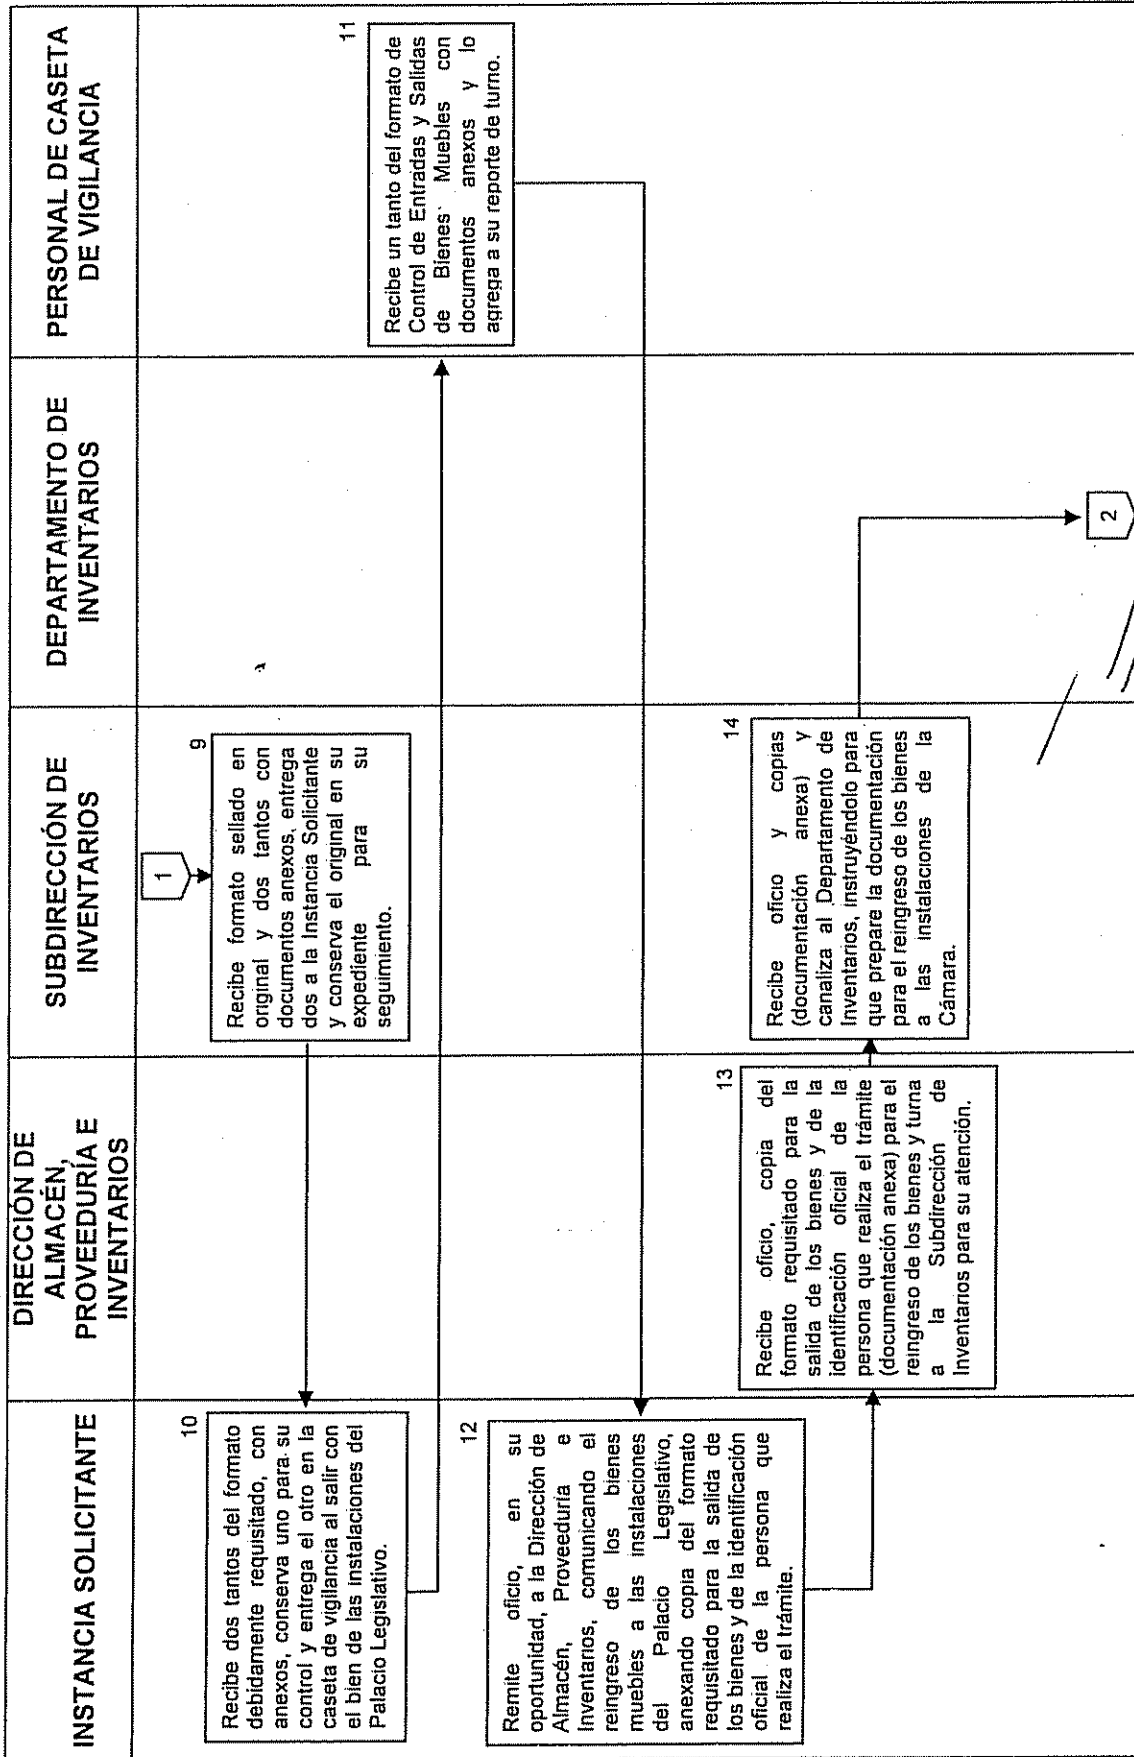 INSTANCIA SOLICITANTE
DIRECCIÓN DE
ALMACÉN,
PROVEEDURÍA E
INVENTARIOS
SUBDIRECCIÓN DE
INVENTARIOS
DEPARTAMENTO DE
INVENTARIOS
PERSONAL DE CASETA
DE VIGILANCIA
1
9
Recibe formato sellado en
original y dos tantos con
documentos anexos, entrega
dos a la Instancia Solicitante
y conserva el original en su
expediente para su
seguimiento.
10
Recibe dos tantos del formato
debidamente requisitado, con
anexos, conserva uno para su
control y entrega el otro en la
caseta de vigilancia al salir con
el bien de las instalaciones del
Palacio Legislativo.
11
Recibe un tanto del formato de
Control de Entradas y Salidas
de Bienes Muebles con
documentos anexos y lo
agrega a su reporte de turno.
12
Remite oficio, en su
oportunidad, a la Dirección de
Almacén, Proveeduría e
Inventarios, comunicando el
reingreso de los bienes
muebles a las instalaciones
del Palacio Legislativo,
anexando copia del formato
requisitado para la salida de
los bienes y de la identificación
oficial de la persona que
realiza el trámite.
13
Recibe oficio, copia del
formato requisitado para la
salida de los bienes y de la
identificación oficial de la
persona que realiza el trámite
(documentación anexa) para el
reingreso de los bienes y turna
a la Subdirección de
Inventarios para su atención.
14
Recibe oficio y copias
(documentación anexa) y
canaliza al Departamento de
Inventarios, instruyéndolo para
que prepare la documentación
para el reingreso de los bienes
a las instalaciones de la
Cámara.
2